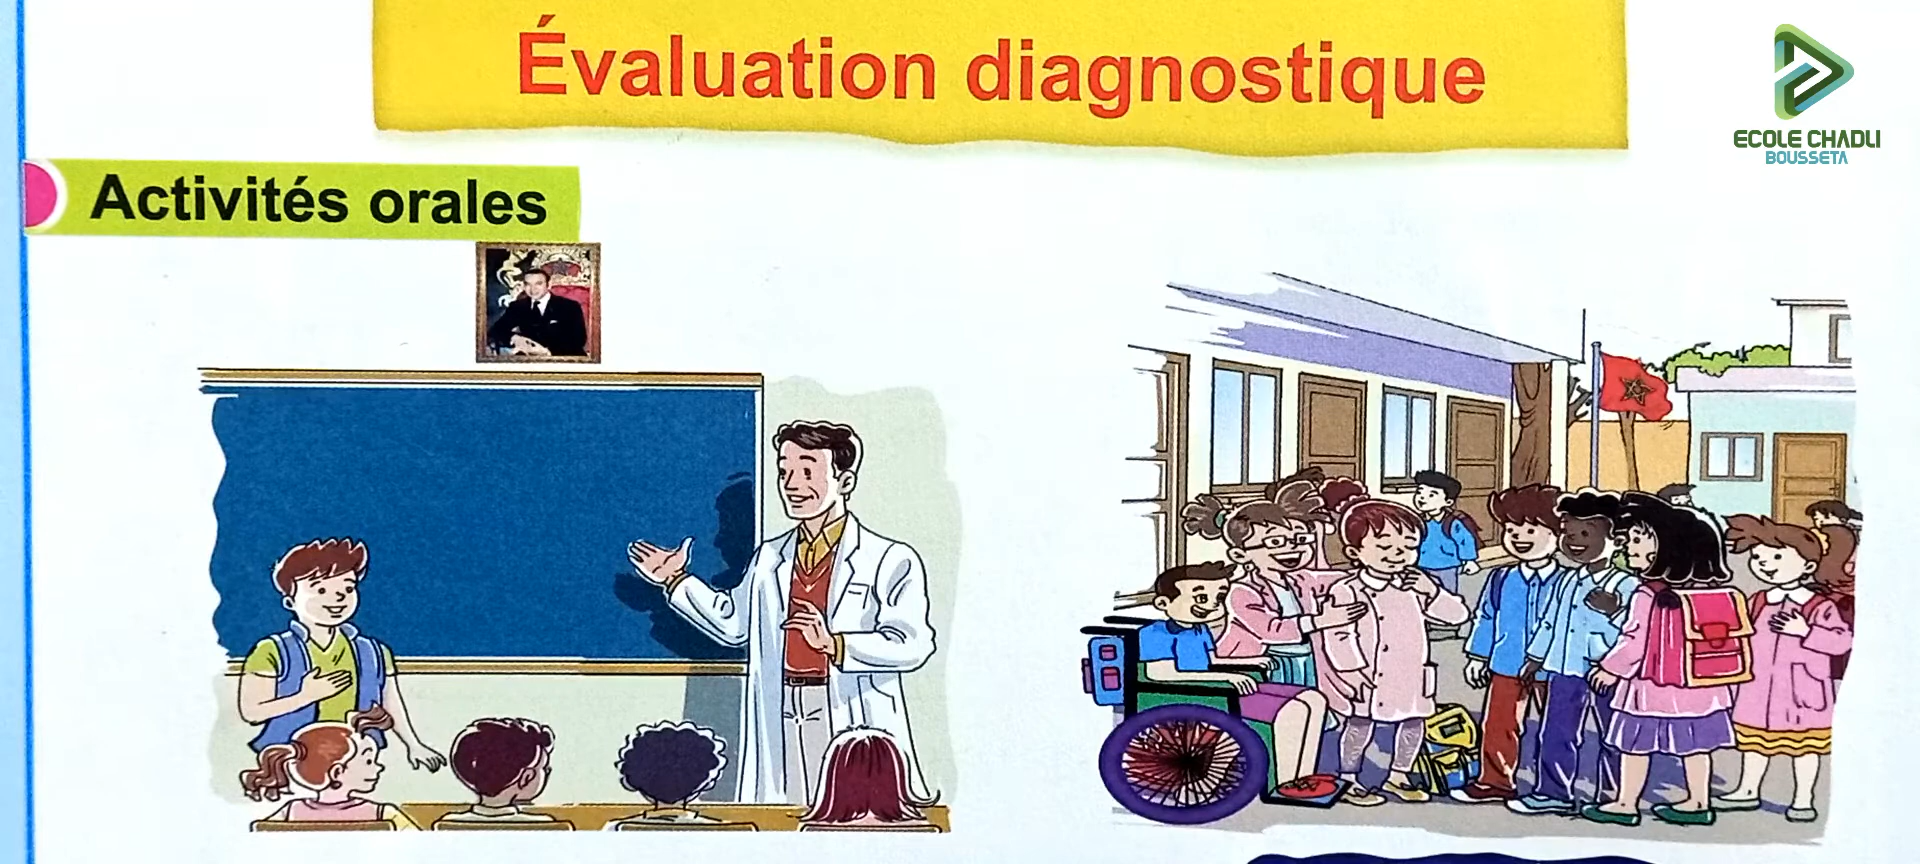 Évaluation diagnostique
ECOLE CHADLI
BOUSSETA
Activités orales